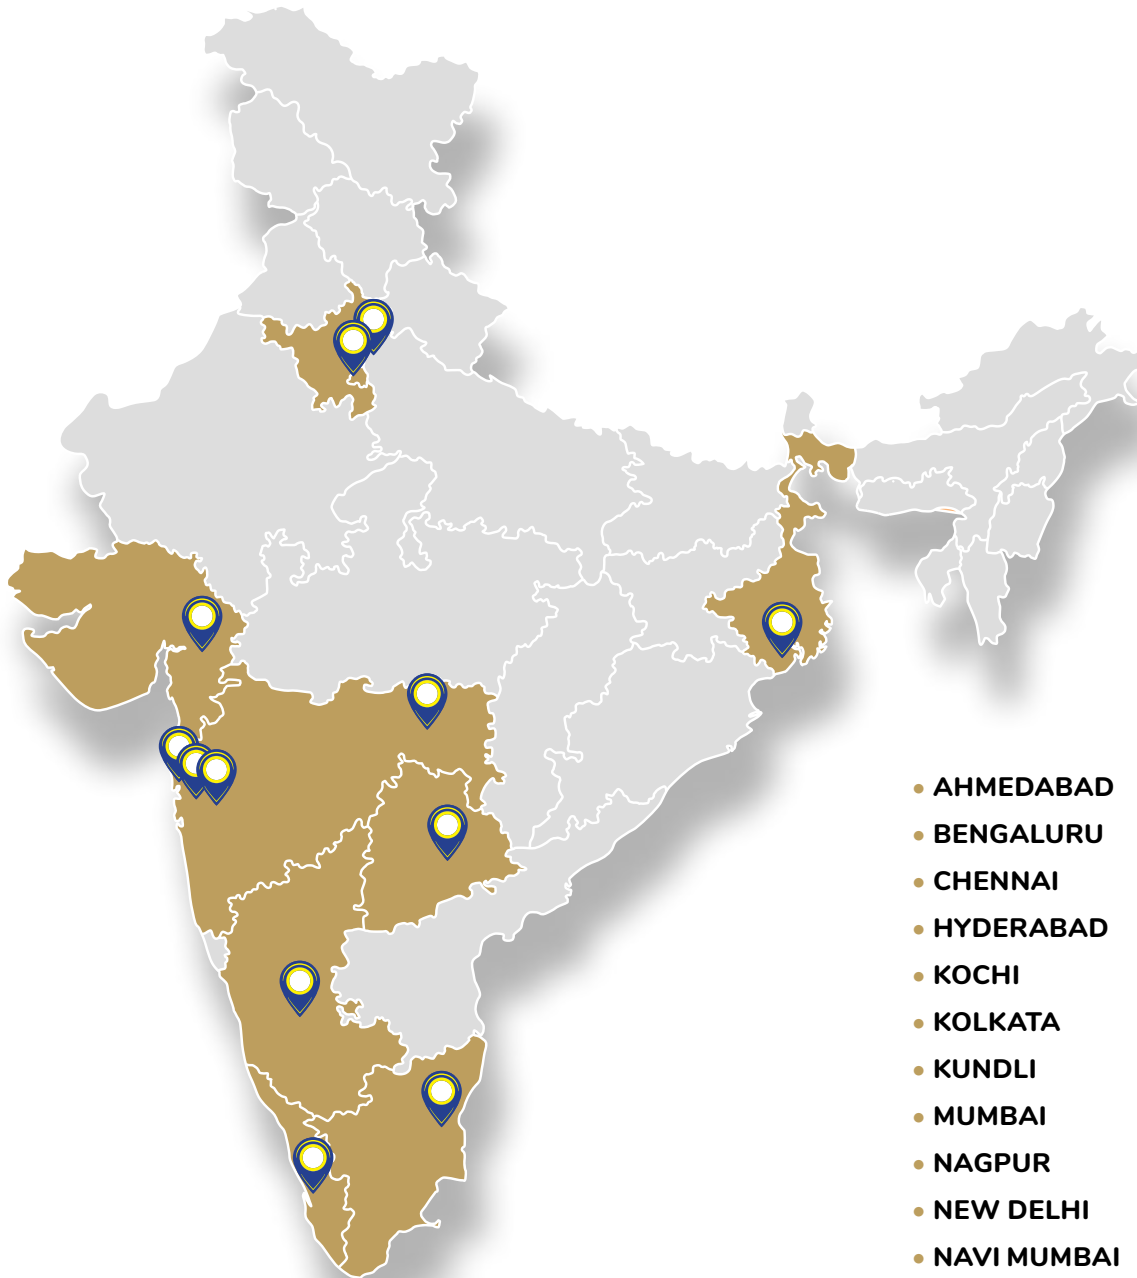 AHMEDABAD
BENGALURU
CHENNAI
HYDERABAD
KOCHI
KOLKATA
KUNDLI
MUMBAI
NAGPUR
NEW DELHI
NAVI MUMBAI